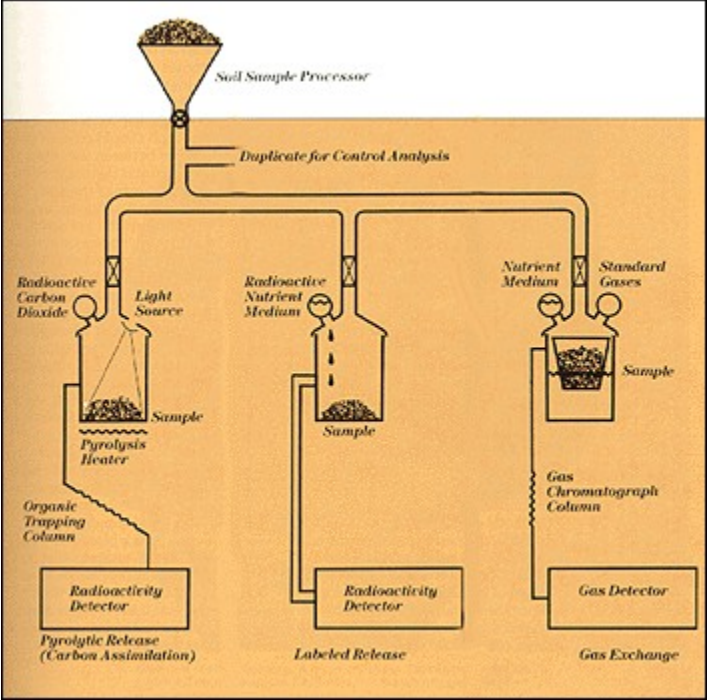 Soil Sample Processor
Duplicate for Control Analysis
Radioactive
Carbon
Dioxide
Light
Source
Radioactive
Nutrient
Medium
Nutrient
Medium
Standard
Gases
Sample
Pyrolysis
Heater
Sample
Sample
Organic
Trapping
Column
Gas
Chromatograph
Column
Radioactivity
Detector
Radioactivity
Detector
Gas Detector
Pyrolytic Release
(Carbon Assimilation)
Labeled Release
Gas Exchange